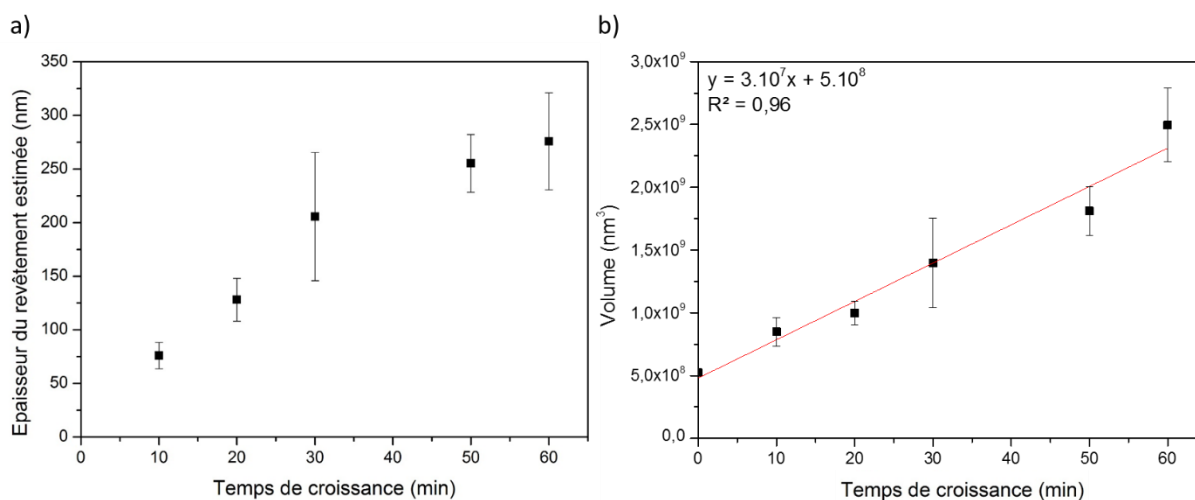 a)
350
300
250
200
150
100
50
0
Epaisseur du revêtement estimée (nm)
0 10 20 30 40 50 60
Temps de croissance (min)
b)
y = 3.10⁷x + 5.10⁸
R² = 0,96
3,0x10⁹
2,5x10⁹
2,0x10⁹
1,5x10⁹
1,0x10⁹
5,0x10⁸
0,0
Volume (nm³)
0 10 20 30 40 50 60
Temps de croissance (min)